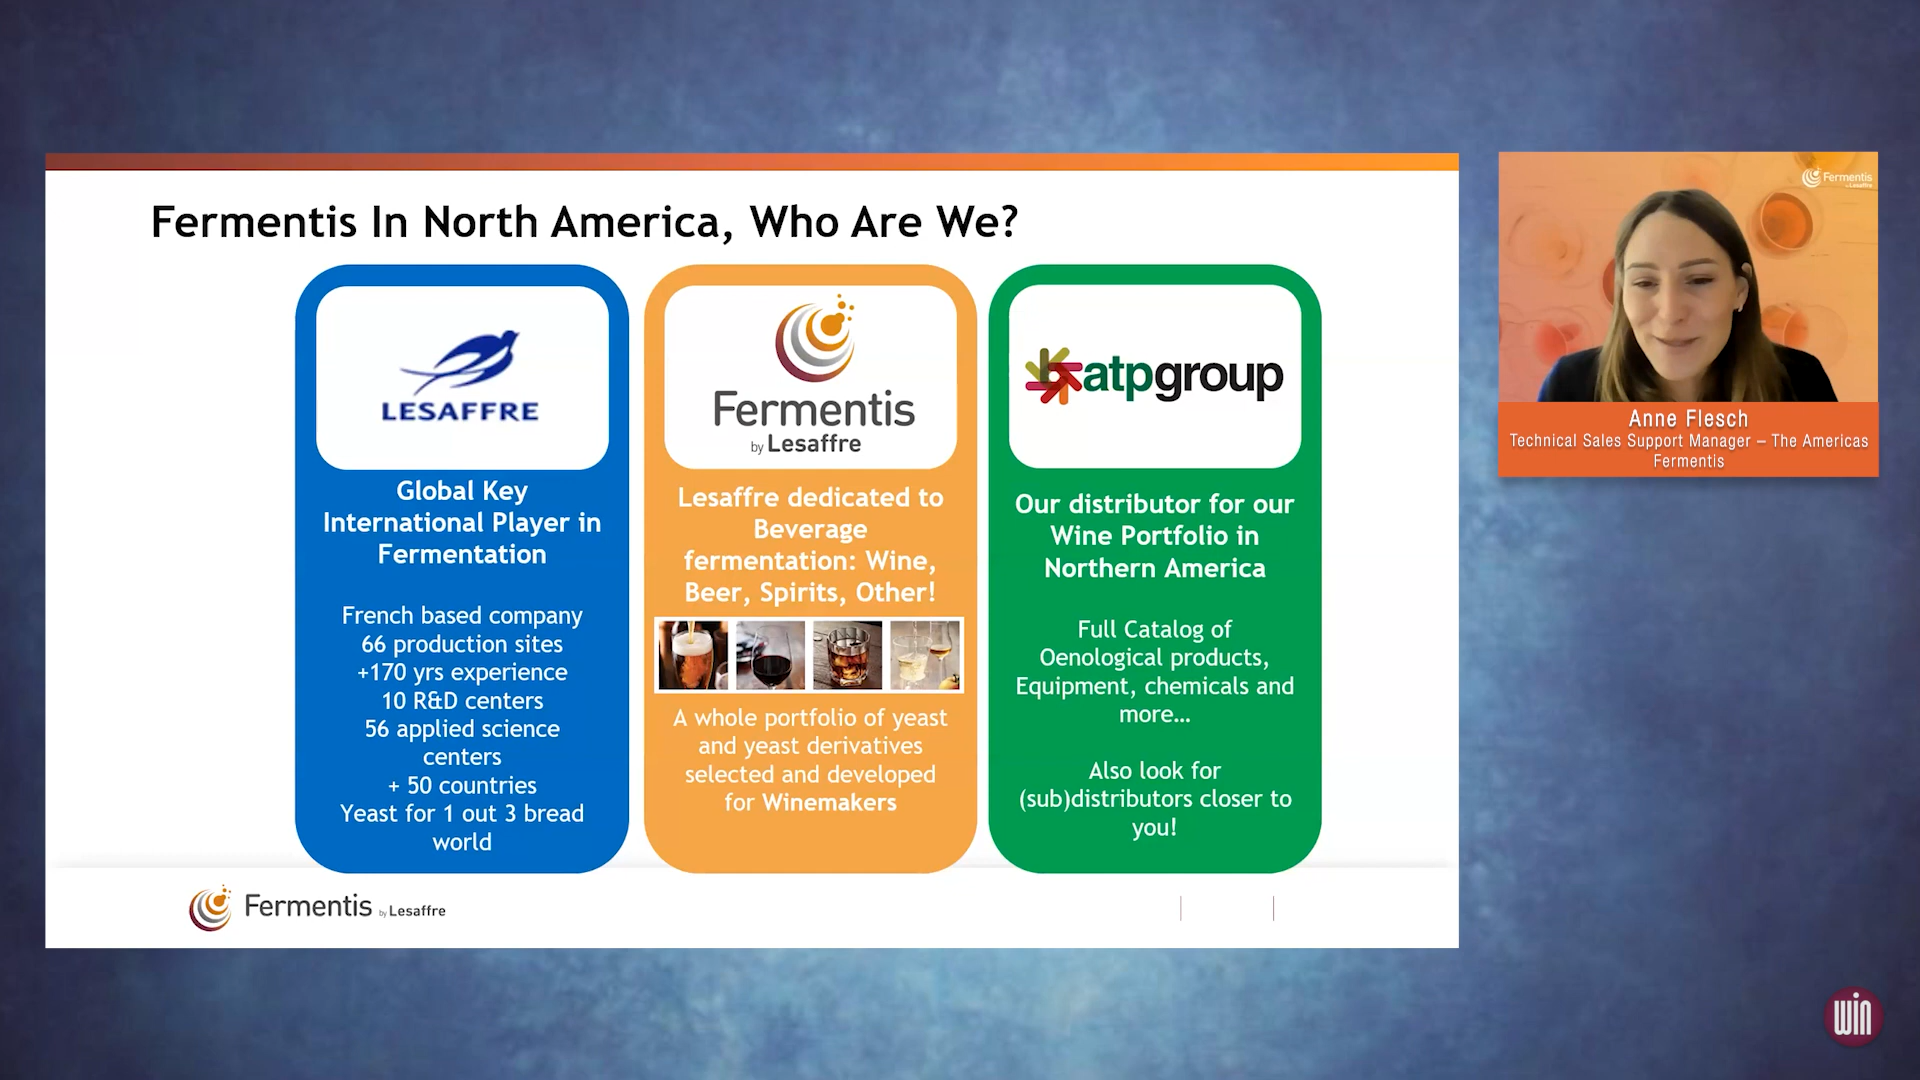 Fermentis In North America, Who Are We?
LESAFFRE
Global Key
International Player in
Fermentation
French based company
66 production sites
+170 yrs experience
10 R&D centers
56 applied science
centers
+ 50 countries
Yeast for 1 out 3 bread
world
Fermentis
by Lesaffre
Lesaffre dedicated to
Beverage
fermentation: Wine,
Beer, Spirits, Other!
A whole portfolio of yeast
and yeast derivatives
selected and developed
for Winemakers
atpgroup
Our distributor for our
Wine Portfolio in
Northern America
Full Catalog of
Oenological products,
Equipment, chemicals and
more…
Also look for
(sub)distributors closer to
you!
Fermentis by Lesaffre
Fermentis
by Lesaffre
Anne Flesch
Technical Sales Support Manager – The Americas
Fermentis
win